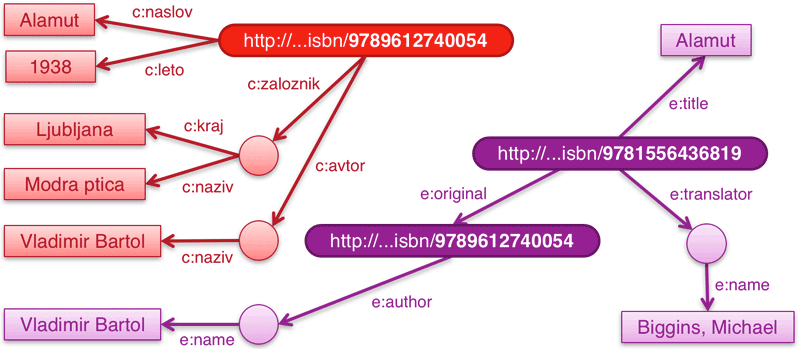 Alamut
c:naslov
http://...isbn/9789612740054
1938
c:leto
c:zaloznik
Ljubljana
c:kraj
Modra ptica
c:naziv
c:avtor
Vladimir Bartol
c:naziv
Alamut
e:title
http://...isbn/9781556436819
e:original
e:translator
http://...isbn/9789612740054
e:author
Vladimir Bartol
e:name
e:name
Biggins, Michael